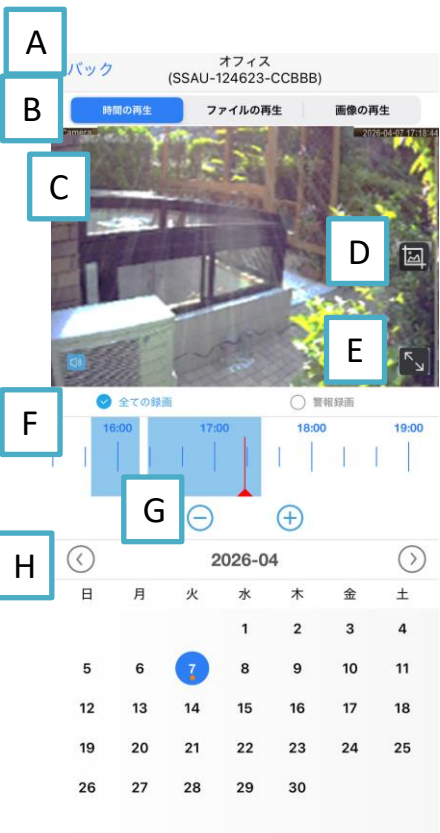 A
バック
オフィス
(SSAU-124623-CCBBB)
B
時間の再生 ファイルの再生 画像の再生
Camera 2026-04-07 17:18:44
C
D
E
全ての録画 警報録画
F
16:00 17:00 18:00 19:00
G
H
2026-04
日 月 火 水 木 金 土
1 2 3 4
5 6 7 8 9 10 11
12 13 14 15 16 17 18
19 20 21 22 23 24 25
26 27 28 29 30